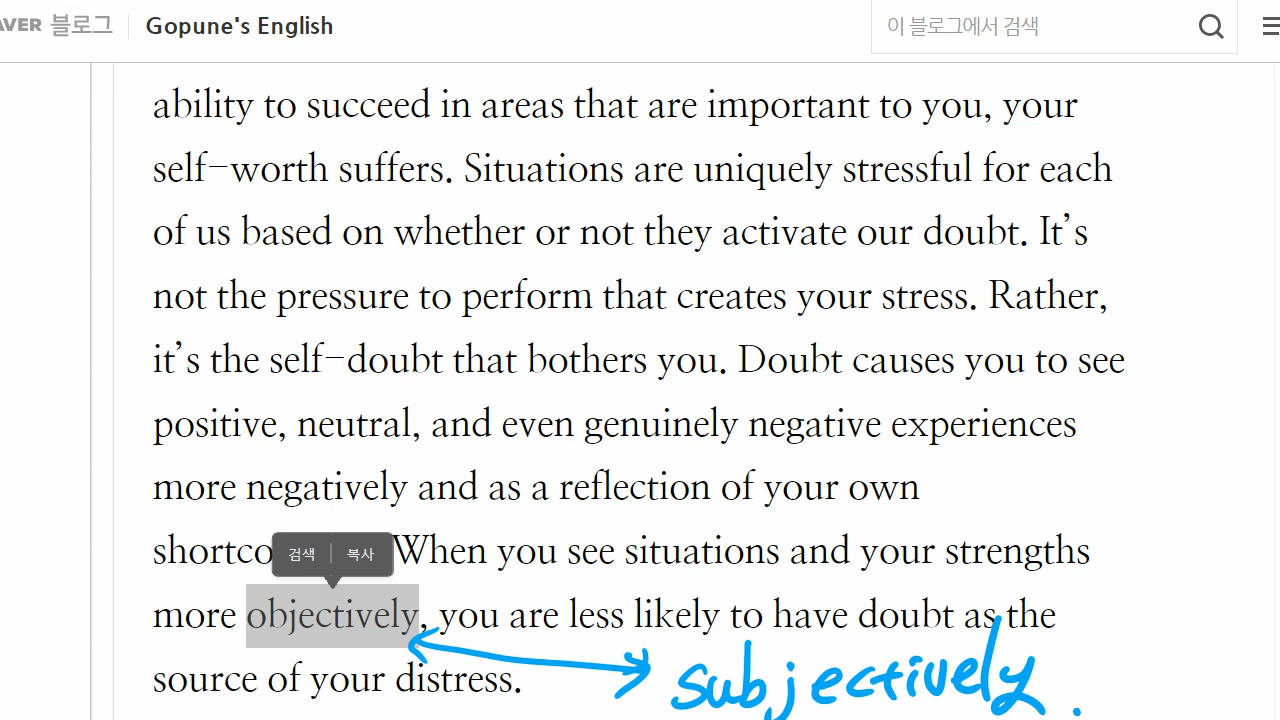 AVER 블로그 Gopune's English 이 블로그에서 검색
ability to succeed in areas that are important to you, your
self-worth suffers. Situations are uniquely stressful for each
of us based on whether or not they activate our doubt. It's
not the pressure to perform that creates your stress. Rather,
it's the self-doubt that bothers you. Doubt causes you to see
positive, neutral, and even genuinely negative experiences
more negatively and as a reflection of your own
shortco 검색 복사 When you see situations and your strengths
more objectively, you are less likely to have doubt as the
source of your distress.
subjectively.